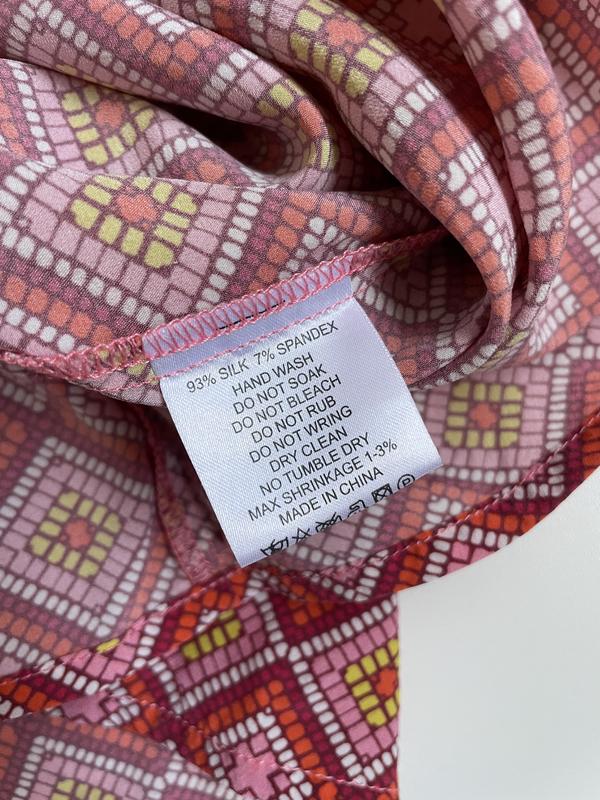 93% SILK 7% SPANDEX
HAND WASH
DO NOT SOAK
DO NOT BLEACH
DO NOT RUB
DO NOT WRING
DRY CLEAN
NO TUMBLE DRY
MAX SHRINKAGE 1-3%
MADE IN CHINA